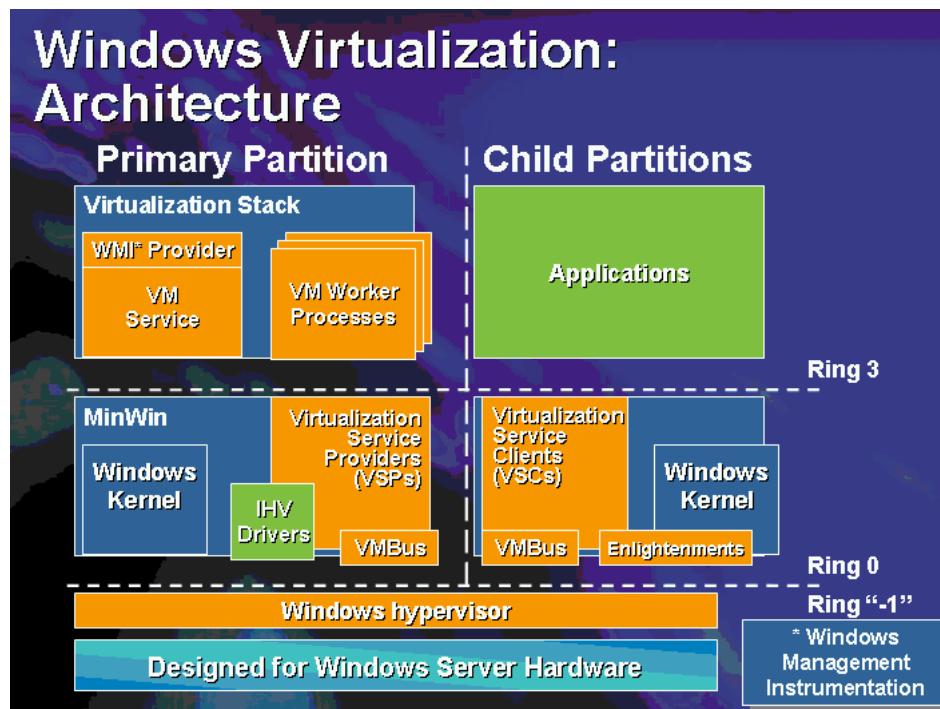 Windows Virtualization:
Architecture
Primary Partition
Child Partitions
Virtualization Stack
WMI* Provider
VM
Service
VM Worker
Processes
Applications
Ring 3
MinWin
Windows
Kernel
Virtualization
Service
Providers
(VSPs)
IHV
Drivers
VMBus
Virtualization
Service
Clients
(VSCs)
Windows
Kernel
VMBus
Enlightenments
Ring 0
Windows hypervisor
Ring “-1”
Designed for Windows Server Hardware
* Windows
Management
Instrumentation